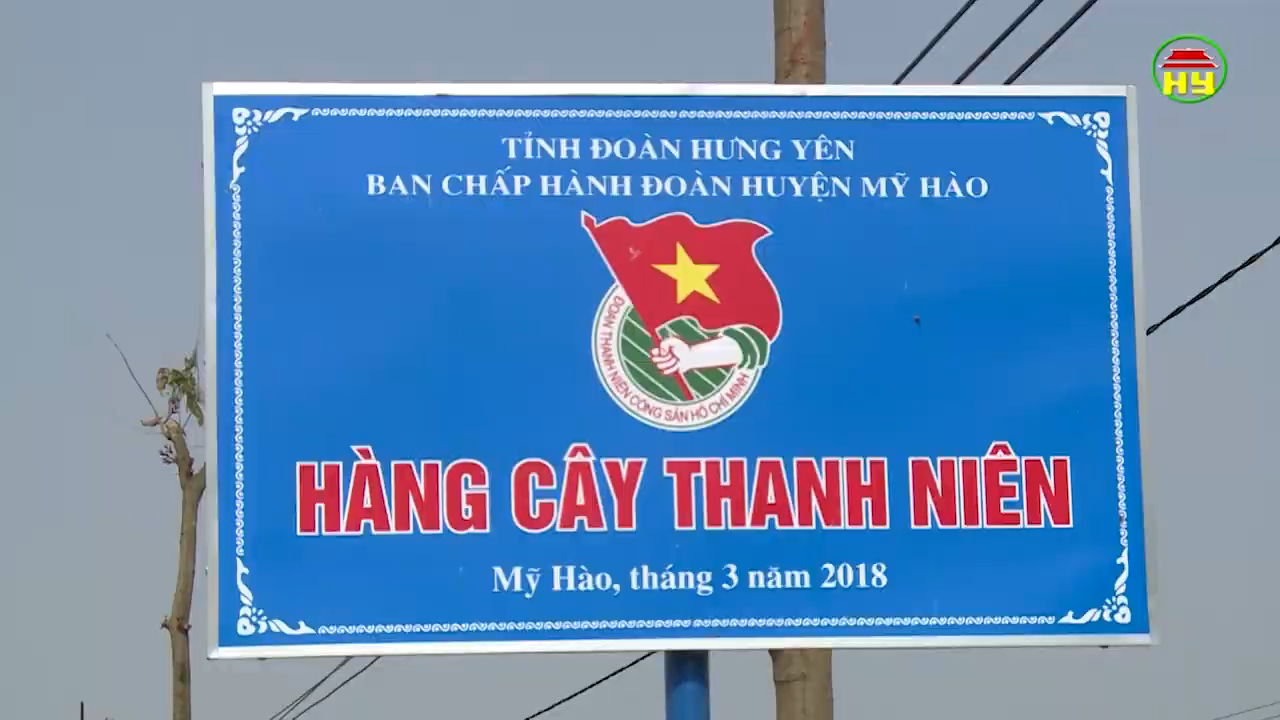 HY
TỈNH ĐOÀN HƯNG YÊN
BAN CHẤP HÀNH ĐOÀN HUYỆN MỸ HÀO
ĐOÀN THANH NIÊN CỘNG SẢN HỒ CHÍ MINH
HÀNG CÂY THANH NIÊN
Mỹ Hào, tháng 3 năm 2018